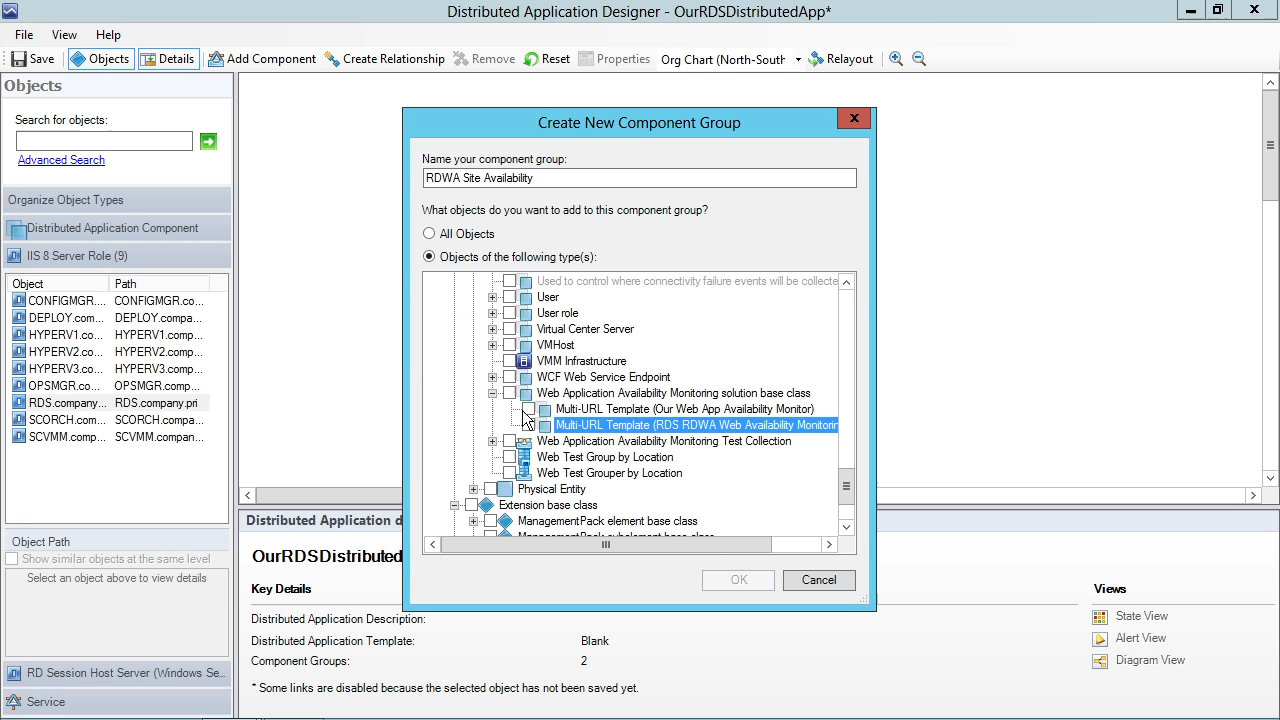 Distributed Application Designer - OurRDSDistributedApp*
File View Help
Save Objects Details Add Component Create Relationship Remove Reset Properties Org Chart (North-South Relayout
Objects
Search for objects:
Advanced Search
Organize Object Types
Distributed Application Component
IIS 8 Server Role (9)
Object Path
CONFIGMGR.... CONFIGMGR.co...
DEPLOY.com... DEPLOY.compa...
HYPERV1.co... HYPERV1.comp...
HYPERV2.co... HYPERV2.comp...
HYPERV3.co... HYPERV3.comp...
OPSMGR.co... OPSMGR.comp...
RDS.company.... RDS.company.pri
SCORCH.com... SCORCH.compa...
SCVMM.comp... SCVMM.compan...
Object Path
Show similar objects at the same level
Select an object above to view details
RD Session Host Server (Windows Se...
Service
Create New Component Group
x
Name your component group:
RDWA Site Availability
What objects do you want to add to this component group?
All Objects
Objects of the following type(s):
Used to control where connectivity failure events will be collecte
User
User role
Virtual Center Server
VMHost
VMM Infrastructure
WCF Web Service Endpoint
Web Application Availability Monitoring solution base class
Multi-URL Template (Our Web App Availability Monitor)
Multi-URL Template (RDS RDWA Web Availability Monitorin
Web Application Availability Monitoring Test Collection
Web Test Group by Location
Web Test Grouper by Location
Physical Entity
Extension base class
ManagementPack element base class
ManagementPack subelement base class
OK Cancel
Distributed Application d
OurRDSDistributed
Key Details
Distributed Application Description:
Distributed Application Template: Blank
Component Groups: 2
* Some links are disabled because the selected object has not been saved yet.
Views
State View
Alert View
Diagram View